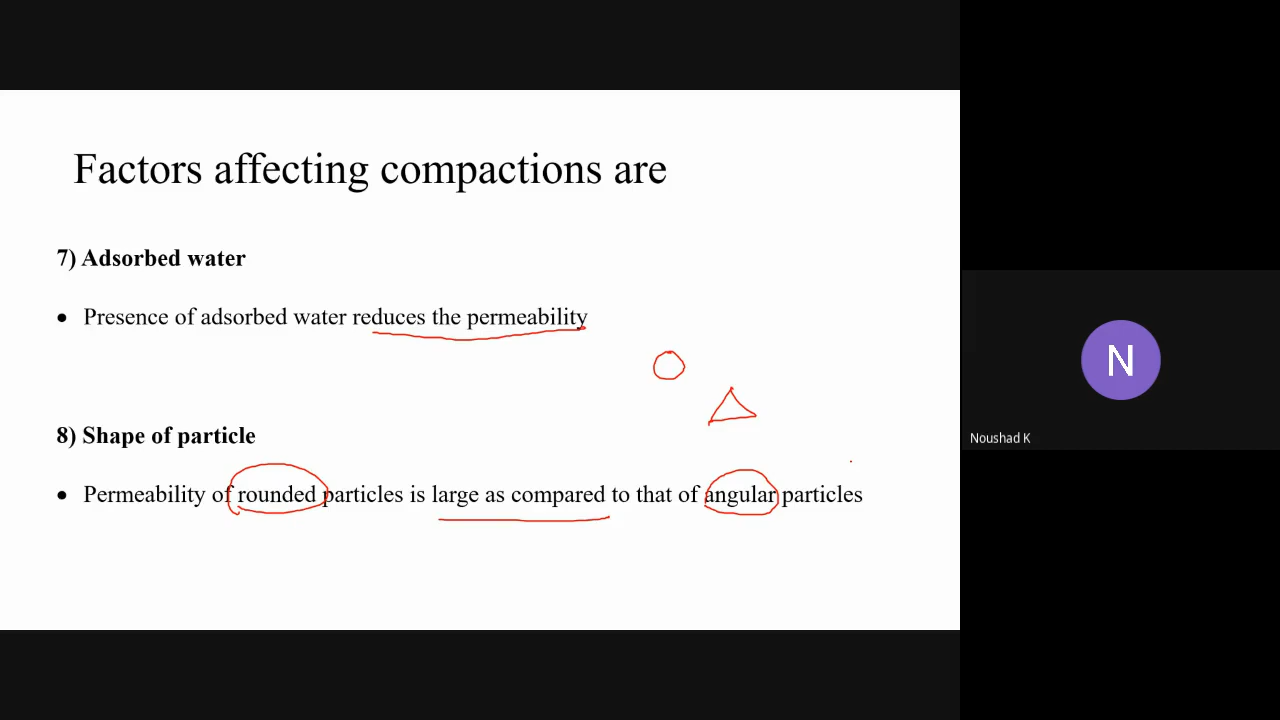 Factors affecting compactions are
7) Adsorbed water
• Presence of adsorbed water reduces the permeability
8) Shape of particle
• Permeability of rounded particles is large as compared to that of angular particles
N
Noushad K